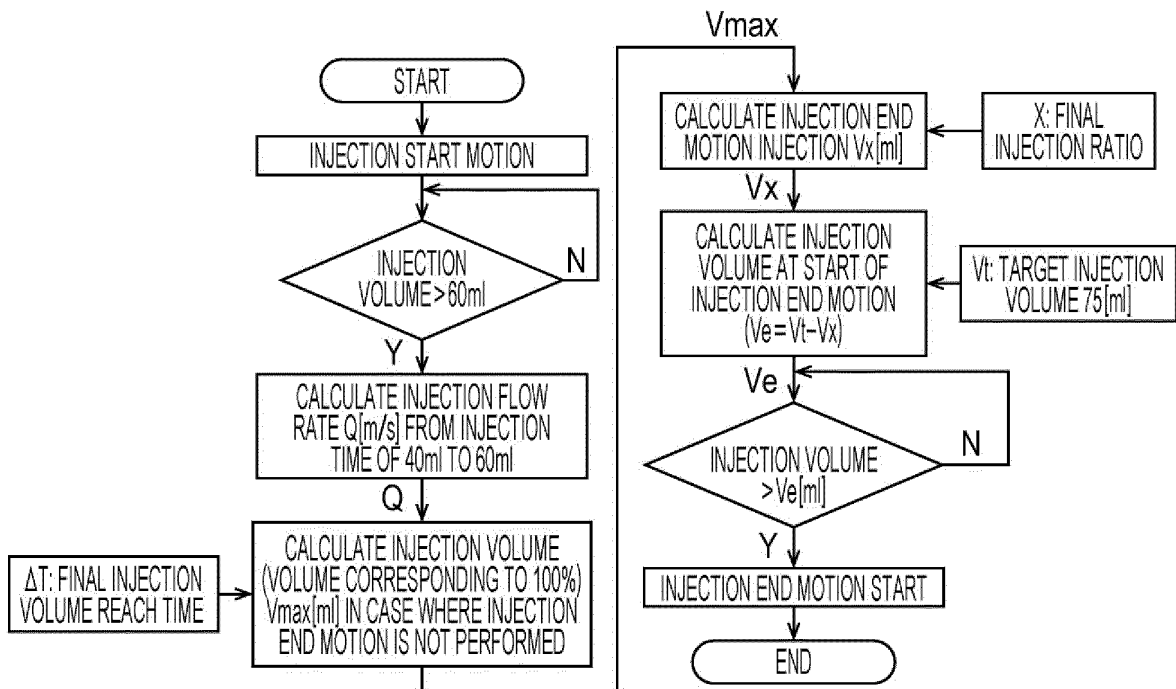 START
INJECTION START MOTION
INJECTION
VOLUME>60ml
N
Y
CALCULATE INJECTION FLOW
RATE Q[m/s] FROM INJECTION
TIME OF 40ml TO 60ml
Q
ΔT: FINAL INJECTION
VOLUME REACH TIME
CALCULATE INJECTION VOLUME
(VOLUME CORRESPONDING TO 100%)
Vmax[ml] IN CASE WHERE INJECTION
END MOTION IS NOT PERFORMED
Vmax
CALCULATE INJECTION END
MOTION INJECTION Vx[ml]
X: FINAL
INJECTION RATIO
Vx
CALCULATE INJECTION
VOLUME AT START OF
INJECTION END MOTION
(Ve=Vt-Vx)
Vt: TARGET INJECTION
VOLUME 75[ml]
Ve
INJECTION VOLUME
>Ve[ml]
N
Y
INJECTION END MOTION START
END